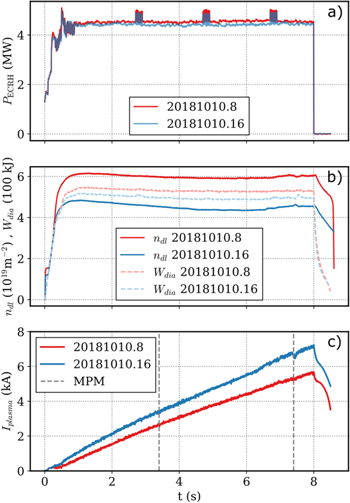 a)
P_ECRH (MW)
4
2
0
20181010.8
20181010.16
b)
n_dl (10^19 m^-2) , W_dia (100 kJ)
6
4
2
0
n_dl 20181010.8
n_dl 20181010.16
W_dia 20181010.8
W_dia 20181010.16
c)
I_plasma (kA)
8
6
4
2
0
20181010.8
20181010.16
MPM
0 2 4 6 8
t (s)